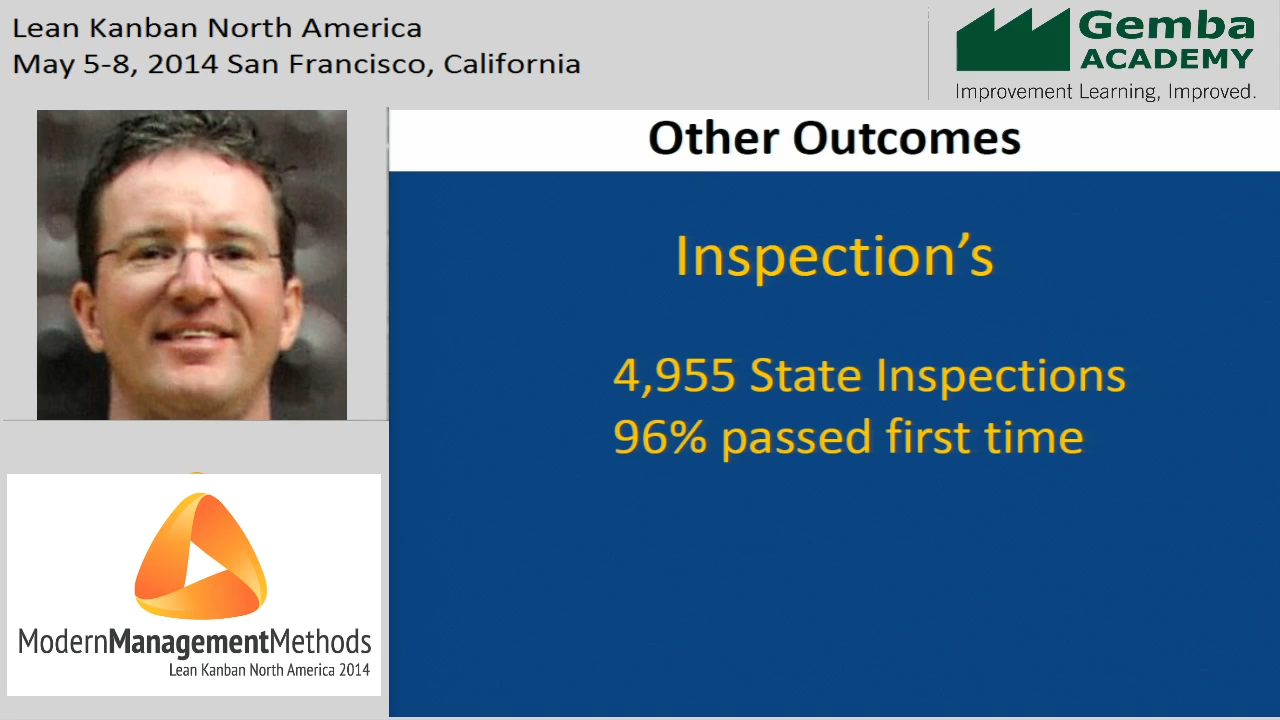 Lean Kanban North America
May 5-8, 2014 San Francisco, California
Gemba
ACADEMY
Improvement Learning, Improved.
Other Outcomes
Inspection’s
4,955 State Inspections
96% passed first time
ModernManagementMethods
Lean Kanban North America 2014